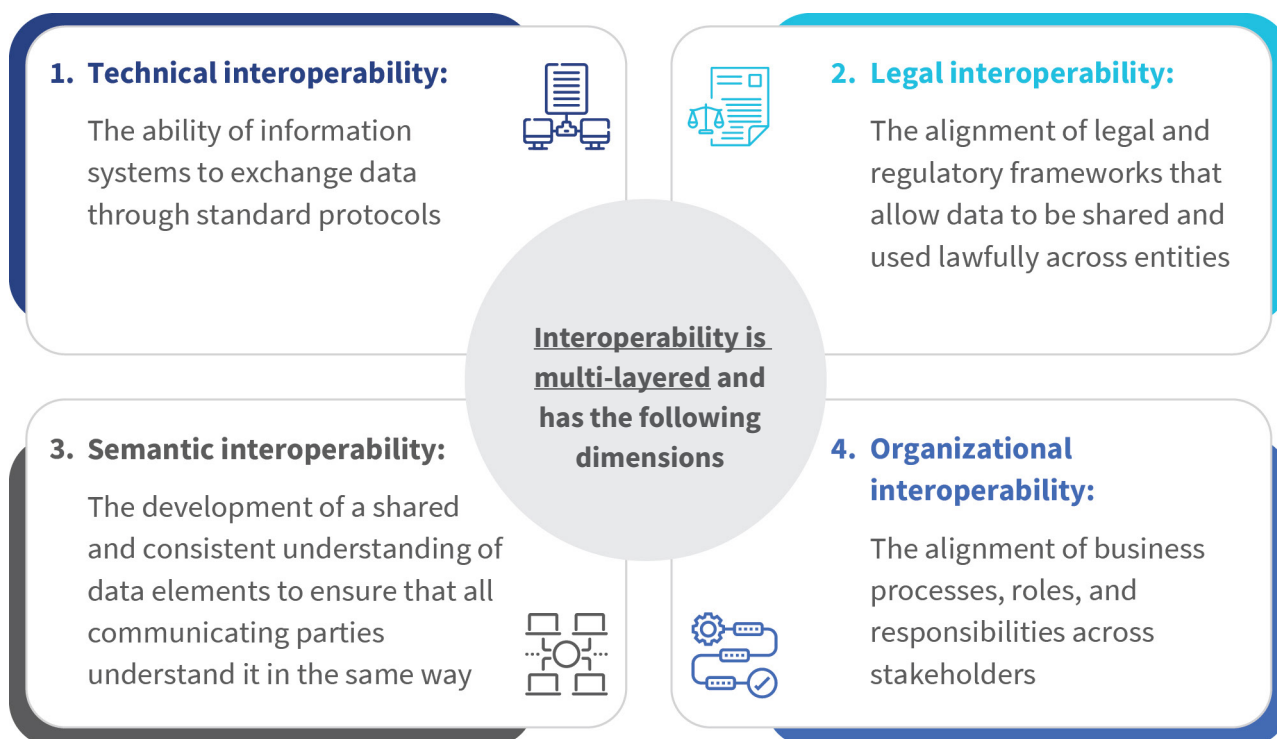 1. Technical interoperability:
The ability of information
systems to exchange data
through standard protocols
2. Legal interoperability:
The alignment of legal and
regulatory frameworks that
allow data to be shared and
used lawfully across entities
Interoperability is
multi-layered and
has the following
dimensions
3. Semantic interoperability:
The development of a shared
and consistent understanding of
data elements to ensure that all
communicating parties
understand it in the same way
4. Organizational
interoperability:
The alignment of business
processes, roles, and
responsibilities across
stakeholders